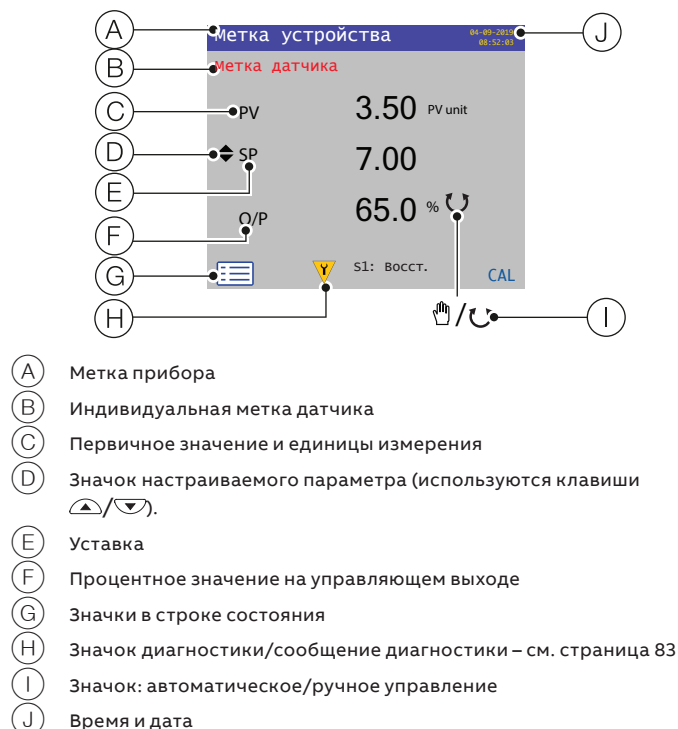 A Метка устройства 04-09-2019 J
08:52:03
B Метка датчика
C PV 3.50 PV unit
D SP 7.00
E
65.0 %
F O/P
G S1: Восст. CAL
H / I
A Метка прибора
B Индивидуальная метка датчика
C Первичное значение и единицы измерения
D Значок настраиваемого параметра (используются клавиши
/ ).
E Уставка
F Процентное значение на управляющем выходе
G Значки в строке состояния
H Значок диагностики/сообщение диагностики – см. страница 83
I Значок: автоматическое/ручное управление
J Время и дата